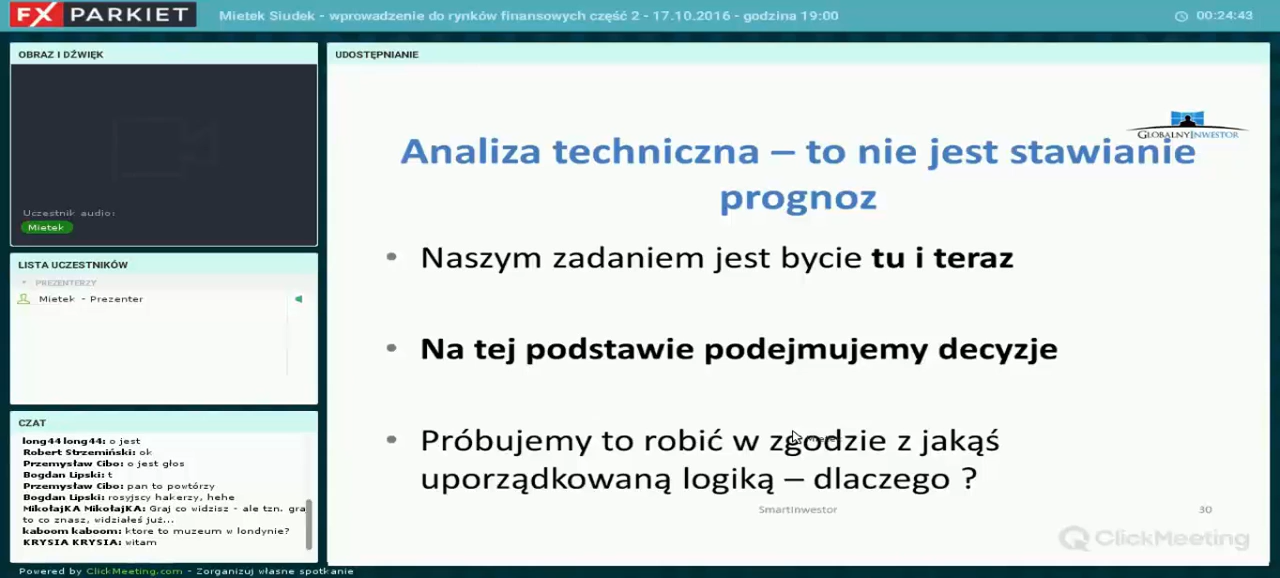 FX PARKIET
Mietek Siudek - wprowadzenie do rynków finansowych część 2 - 17.10.2016 - godzina 19:00
00:24:43
OBRAZ I DŹWIĘK
Uczestnik audio:
Mietek
LISTA UCZESTNIKÓW
PREZENTERZY
Mietek - Prezenter
CZAT
long44 long44: o jest
Robert Strzemiński: ok
Przemysław Cibo: o jest głos
Bogdan Lipski: t
Przemysław Cibo: pan to powtórzy
Bogdan Lipski: rosyjscy hakerzy, hehe
MikołajKA MikołajKA: Graj co widzisz - ale tzn. gra
to co znasz, widziałeś już...
kaboom kaboom: ktore to muzeum w londynie?
KRYSIA KRYSIA: witam
UDOSTĘPNIANIE
GLOBALNYINWESTOR
Analiza techniczna – to nie jest stawianie
prognoz
• Naszym zadaniem jest bycie tu i teraz
• Na tej podstawie podejmujemy decyzje
• Próbujemy to robić w zgodzie z jakąś
uporządkowaną logiką – dlaczego ?
SmartInwestor
30
ClickMeeting
Powered by ClickMeeting.com - Zorganizuj własne spotkanie